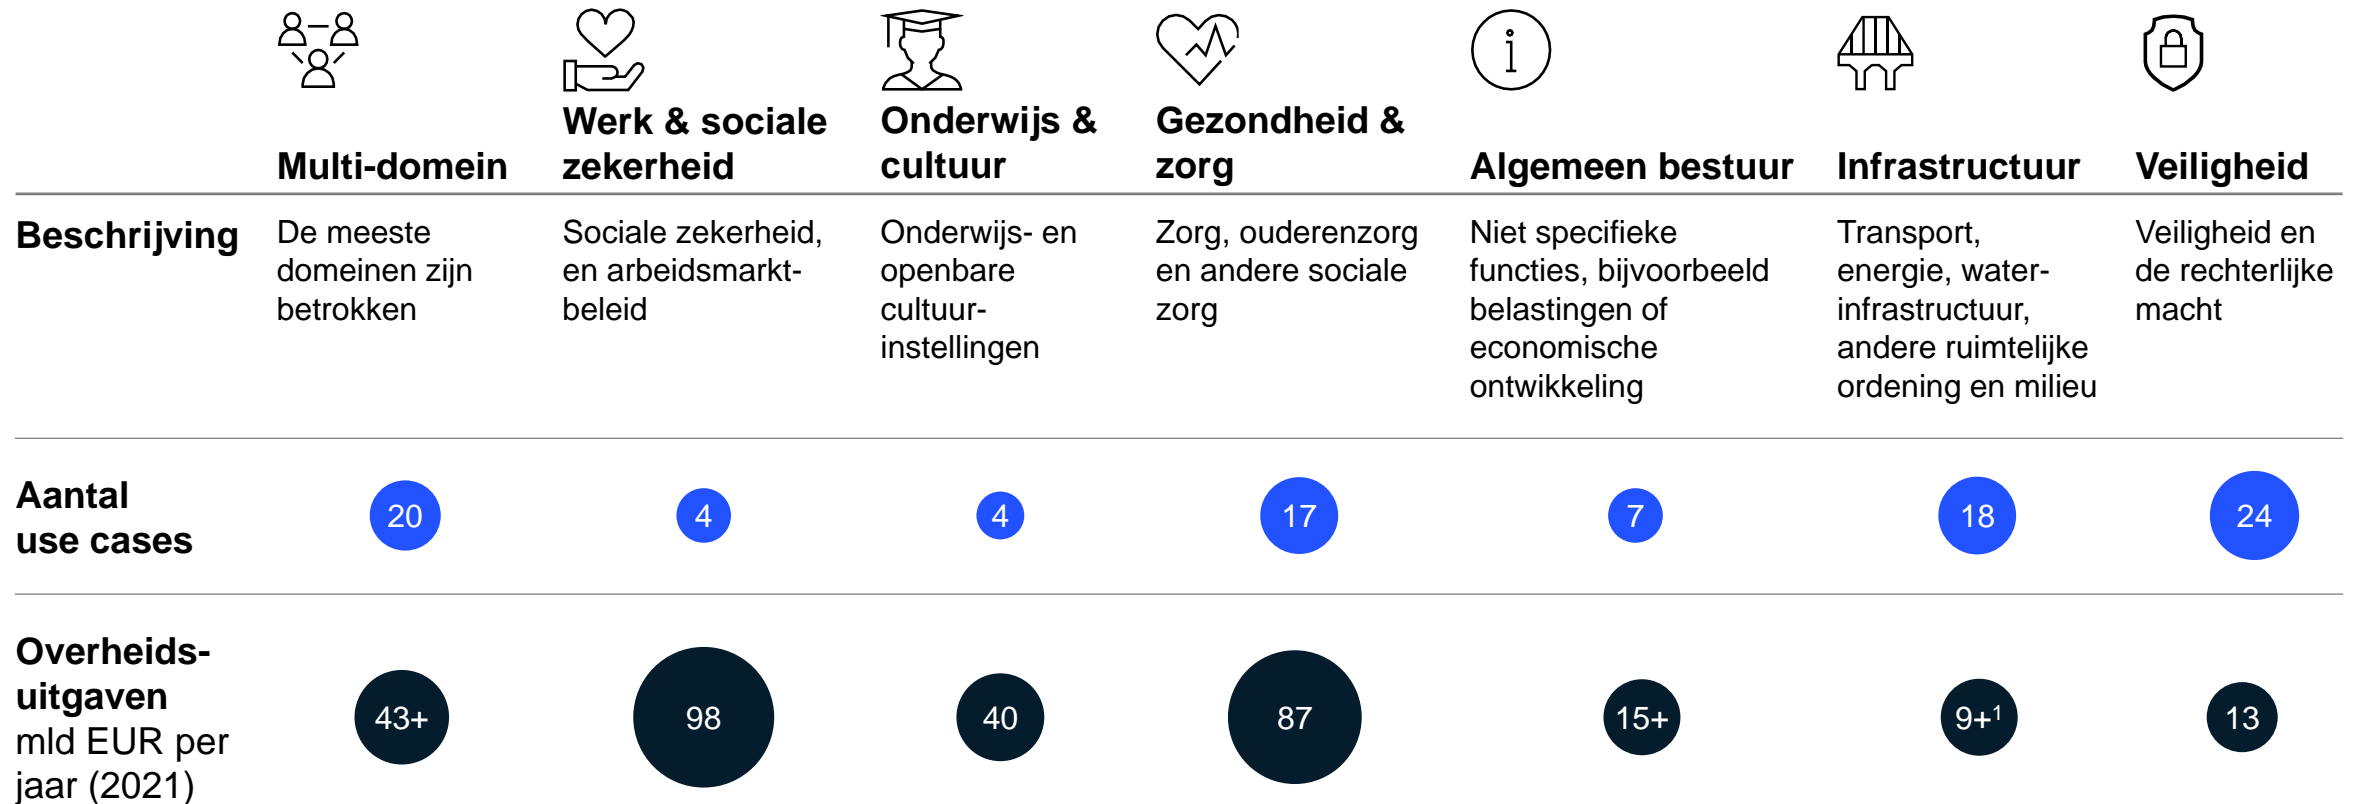 Multi-domein
Werk & sociale
zekerheid
Onderwijs &
cultuur
Gezondheid &
zorg
Algemeen bestuur
Infrastructuur
Veiligheid
Beschrijving
De meeste
domeinen zijn
betrokken
Sociale zekerheid,
en arbeidsmarkt-
beleid
Onderwijs- en
openbare
cultuur-
instellingen
Zorg, ouderenzorg
en andere sociale
zorg
Niet specifieke
functies, bijvoorbeeld
belastingen of
economische
ontwikkeling
Transport,
energie, water-
infrastructuur,
andere ruimtelijke
ordening en milieu
Veiligheid en
de rechterlijke
macht
Aantal
use cases
20
4
4
17
7
18
24
Overheids-
uitgaven
mld EUR per
jaar (2021)
43+
98
40
87
15+
9+¹
13